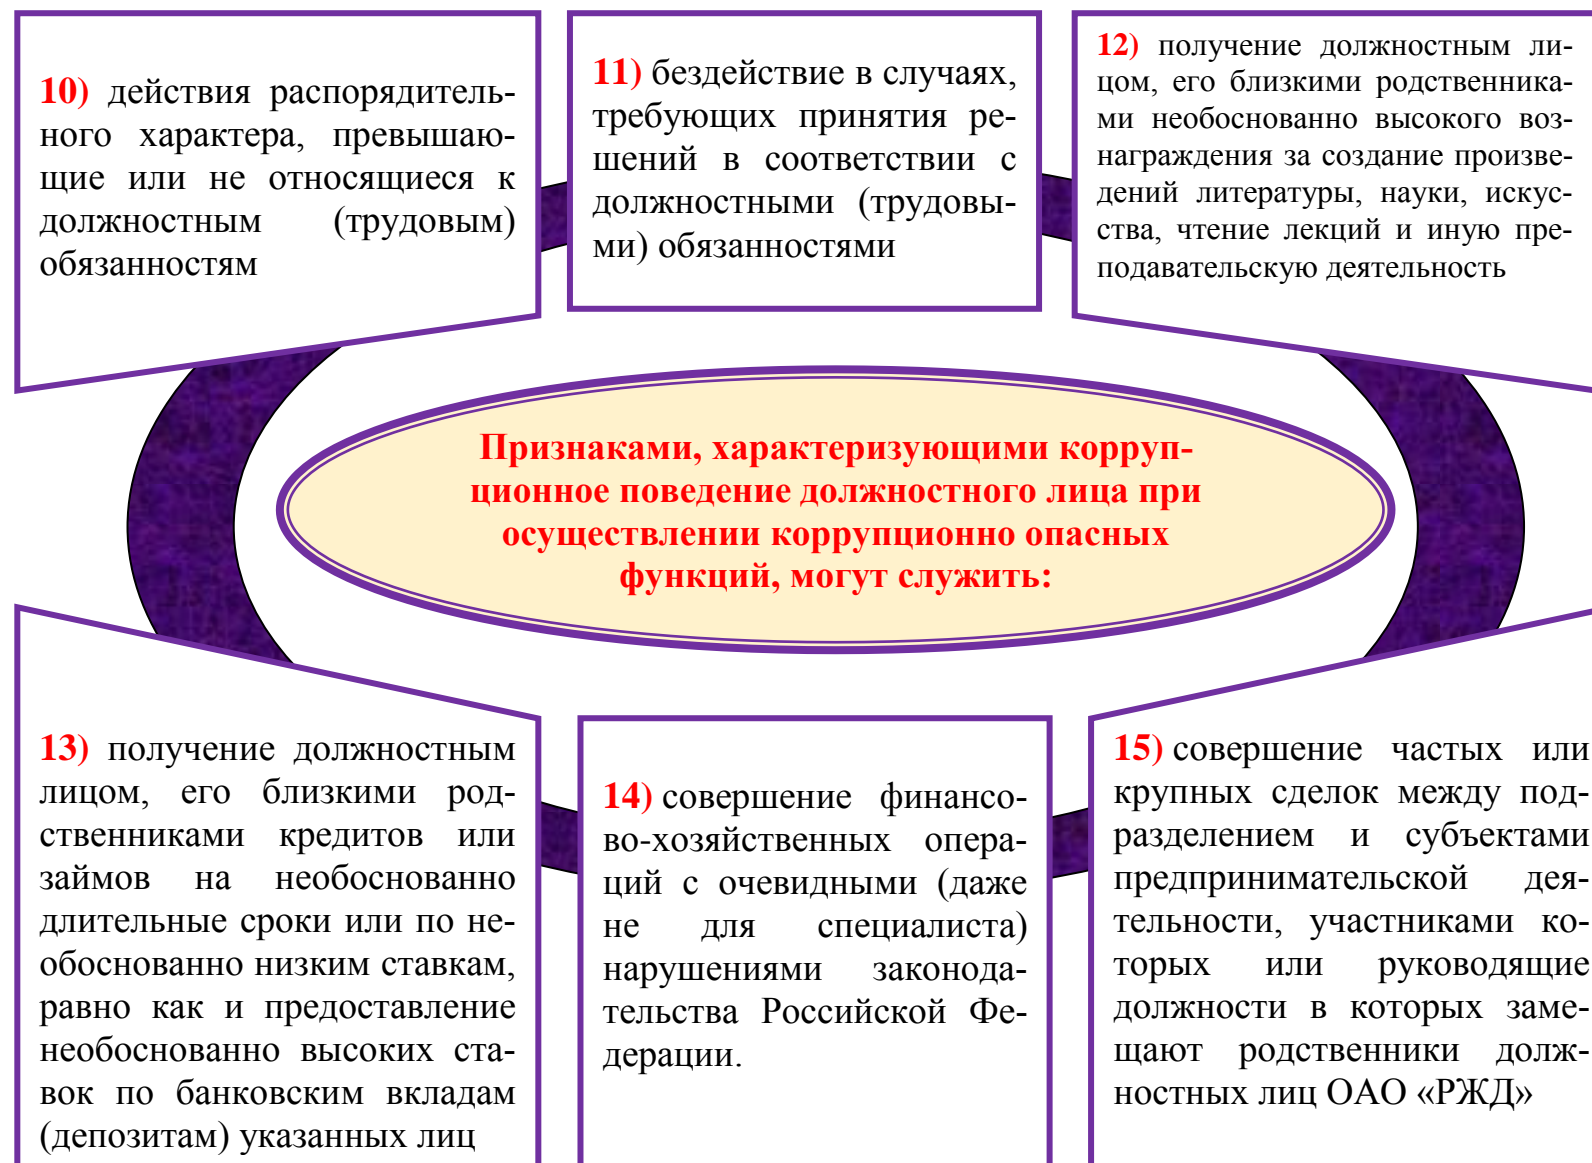 10) действия распорядитель-
ного характера, превышаю-
щие или не относящиеся к
должностным (трудовым)
обязанностям
11) бездействие в случаях,
требующих принятия ре-
шений в соответствии с
должностными (трудовы-
ми) обязанностями
12) получение должностным ли-
цом, его близкими родственника-
ми необоснованно высокого воз-
награждения за создание произве-
дений литературы, науки, искус-
ства, чтение лекций и иную пре-
подавательскую деятельность
Признаками, характеризующими корруп-
ционное поведение должностного лица при
осуществлении коррупционно опасных
функций, могут служить:
13) получение должностным
лицом, его близкими род-
ственниками кредитов или
займов на необоснованно
длительные сроки или по не-
обоснованно низким ставкам,
равно как и предоставление
необоснованно высоких ста-
вок по банковским вкладам
(депозитам) указанных лиц
14) совершение финансо-
во-хозяйственных опера-
ций с очевидными (даже
не для специалиста)
нарушениями законода-
тельства Российской Фе-
дерации.
15) совершение частых или
крупных сделок между под-
разделением и субъектами
предпринимательской дея-
тельности, участниками ко-
торых или руководящие
должности в которых заме-
щают родственники долж-
ностных лиц ОАО «РЖД»